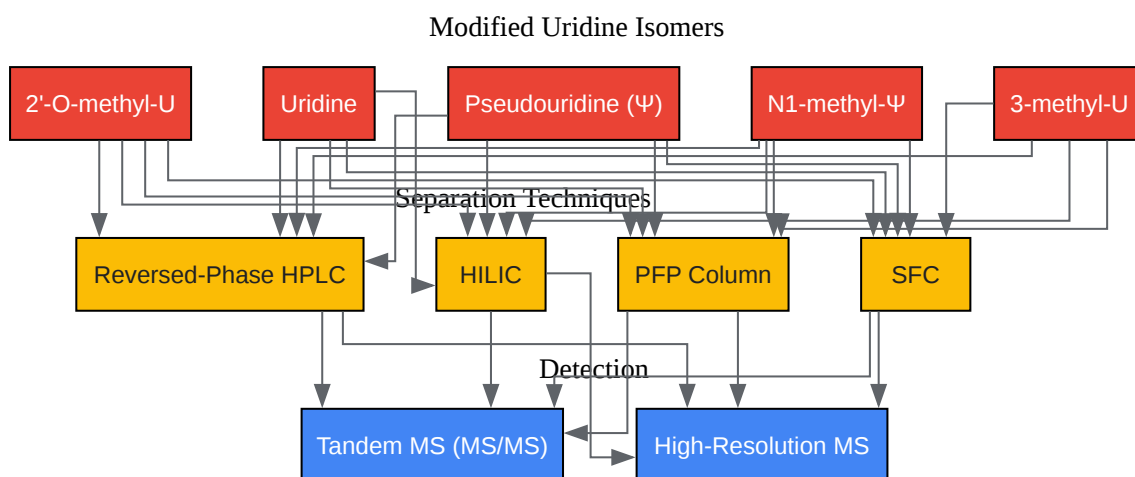 Modified Uridine Isomers
2'-O-methyl-U
Uridine
Pseudouridine (Ψ)
N1-methyl-Ψ
3-methyl-U
Separation Techniques
Reversed-Phase HPLC
HILIC
PFP Column
SFC
Detection
Tandem MS (MS/MS)
High-Resolution MS